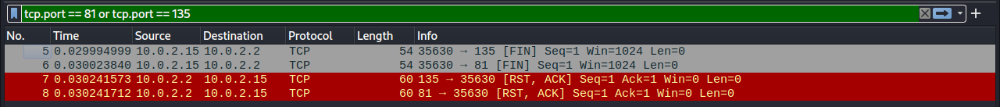 tcp.port == 81 or tcp.port == 135
No. Time Source Destination Protocol Length Info
5 0.029994999 10.0.2.15 10.0.2.2 TCP 54 35630 → 135 [FIN] Seq=1 Win=1024 Len=0
6 0.030023840 10.0.2.15 10.0.2.2 TCP 54 35630 → 81 [FIN] Seq=1 Win=1024 Len=0
7 0.030241573 10.0.2.2 10.0.2.15 TCP 60 135 → 35630 [RST, ACK] Seq=1 Ack=1 Win=0 Len=0
8 0.030241712 10.0.2.2 10.0.2.15 TCP 60 81 → 35630 [RST, ACK] Seq=1 Ack=1 Win=0 Len=0